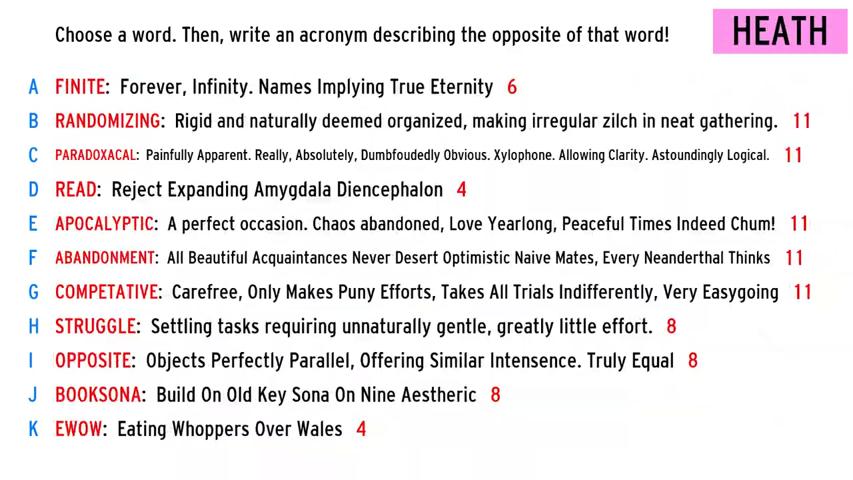 Choose a word. Then, write an acronym describing the opposite of that word!
HEATH
A FINITE: Forever, Infinity. Names Implying True Eternity 6
B RANDOMIZING: Rigid and naturally deemed organized, making irregular zilch in neat gathering. 11
C PARADOXACAL: Painfully Apparent. Really, Absolutely, Dumbfoudedly Obvious. Xylophone. Allowing Clarity. Astoundingly Logical. 11
D READ: Reject Expanding Amygdala Diencephalon 4
E APOCALYPTIC: A perfect occasion. Chaos abandoned, Love Yearlong, Peaceful Times Indeed Chum! 11
F ABANDONMENT: All Beautiful Acquaintances Never Desert Optimistic Naive Mates, Every Neanderthal Thinks 11
G COMPETATIVE: Carefree, Only Makes Puny Efforts, Takes All Trials Indifferently, Very Easygoing 11
H STRUGGLE: Settling tasks requiring unnaturally gentle, greatly little effort. 8
I OPPOSITE: Objects Perfectly Parallel, Offering Similar Intensence. Truly Equal 8
J BOOKSONA: Build On Old Key Sona On Nine Aestheric 8
K EWOW: Eating Whoppers Over Wales 4